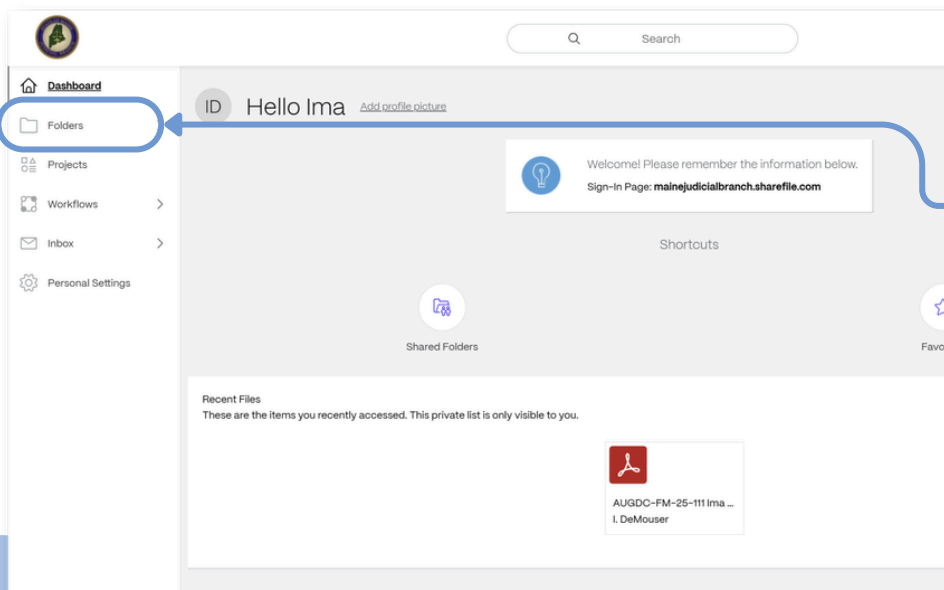 Search
Dashboard
Folders
Projects
Workflows
Inbox
Personal Settings
ID
Hello Ima
Add profile picture
Welcome! Please remember the information below.
Sign-In Page: mainejudicialbranch.sharefile.com
Shortcuts
Shared Folders
Favo
Recent Files
These are the items you recently accessed. This private list is only visible to you.
AUGDC-FM-25-111 Ima ...
I. DeMouser